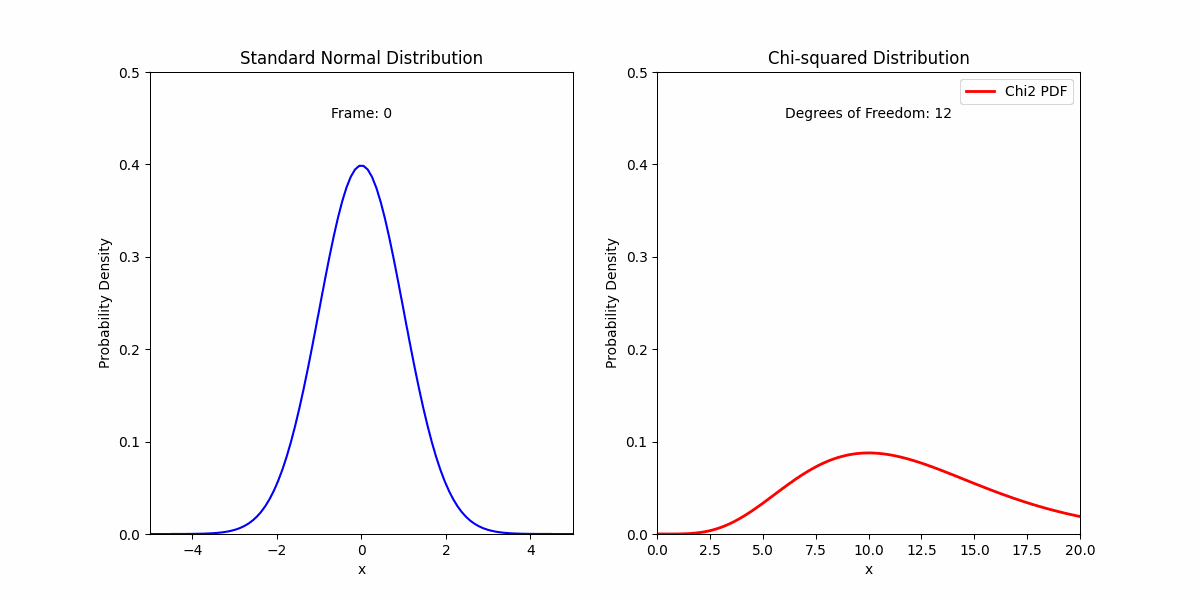 Standard Normal Distribution
0.5
0.4
0.3
0.2
0.1
0.0
Probability Density
Frame: 0
−4
−2
0
2
4
x
Chi-squared Distribution
0.5
0.4
0.3
0.2
0.1
0.0
Probability Density
Chi2 PDF
Degrees of Freedom: 12
0.0
2.5
5.0
7.5
10.0
12.5
15.0
17.5
20.0
x